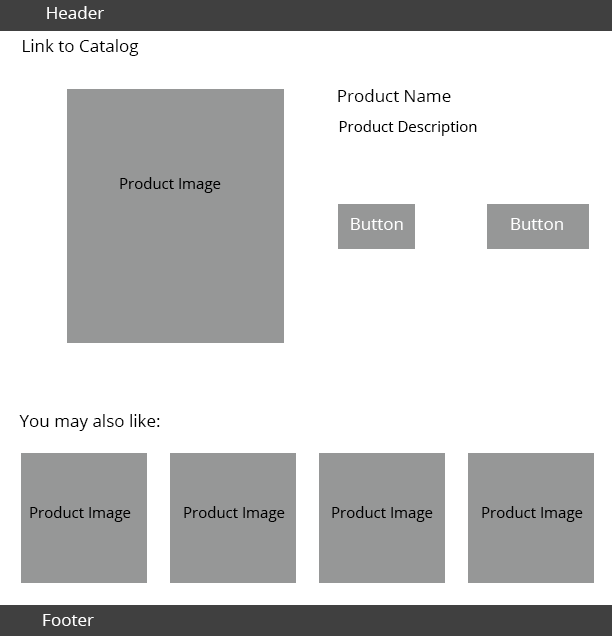 Header
Link to Catalog
Product Image
Product Name
Product Description
Button
Button
You may also like:
Product Image
Product Image
Product Image
Product Image
Footer